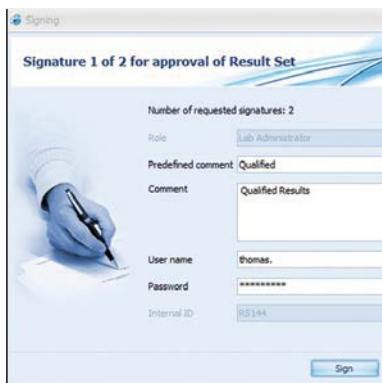 Signing
Signature 1 of 2 for approval of Result Set
Number of requested signatures: 2
Role Lab Administrator
Predefined comment Qualified
Comment Qualified Results
User name thomas.
Password *********
Internal ID RS144
Sign